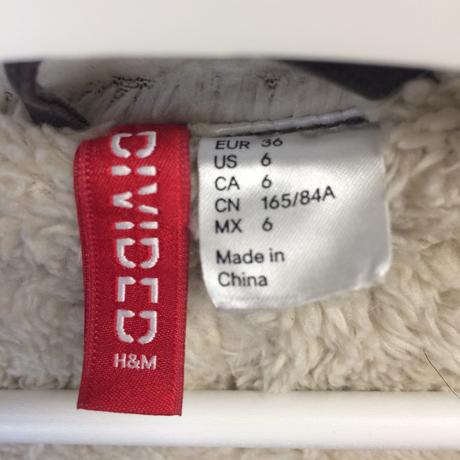 DIVIDED
H&M
EUR 36
US 6
CA 6
CN 165/84A
MX 6
Made in
China